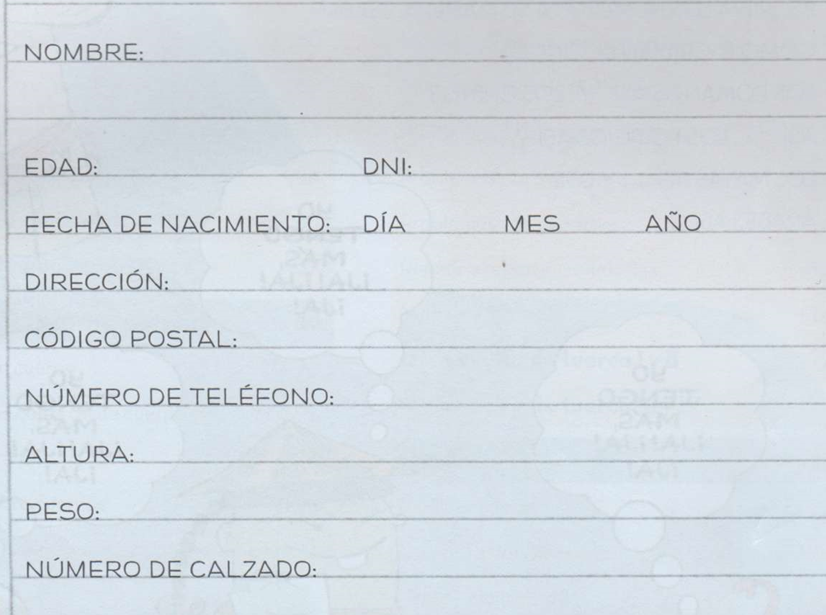 NOMBRE:
EDAD: DNI:
FECHA DE NACIMIENTO: DÍA MES AÑO
DIRECCIÓN:
CÓDIGO POSTAL:
NÚMERO DE TELÉFONO:
ALTURA:
PESO:
NÚMERO DE CALZADO: